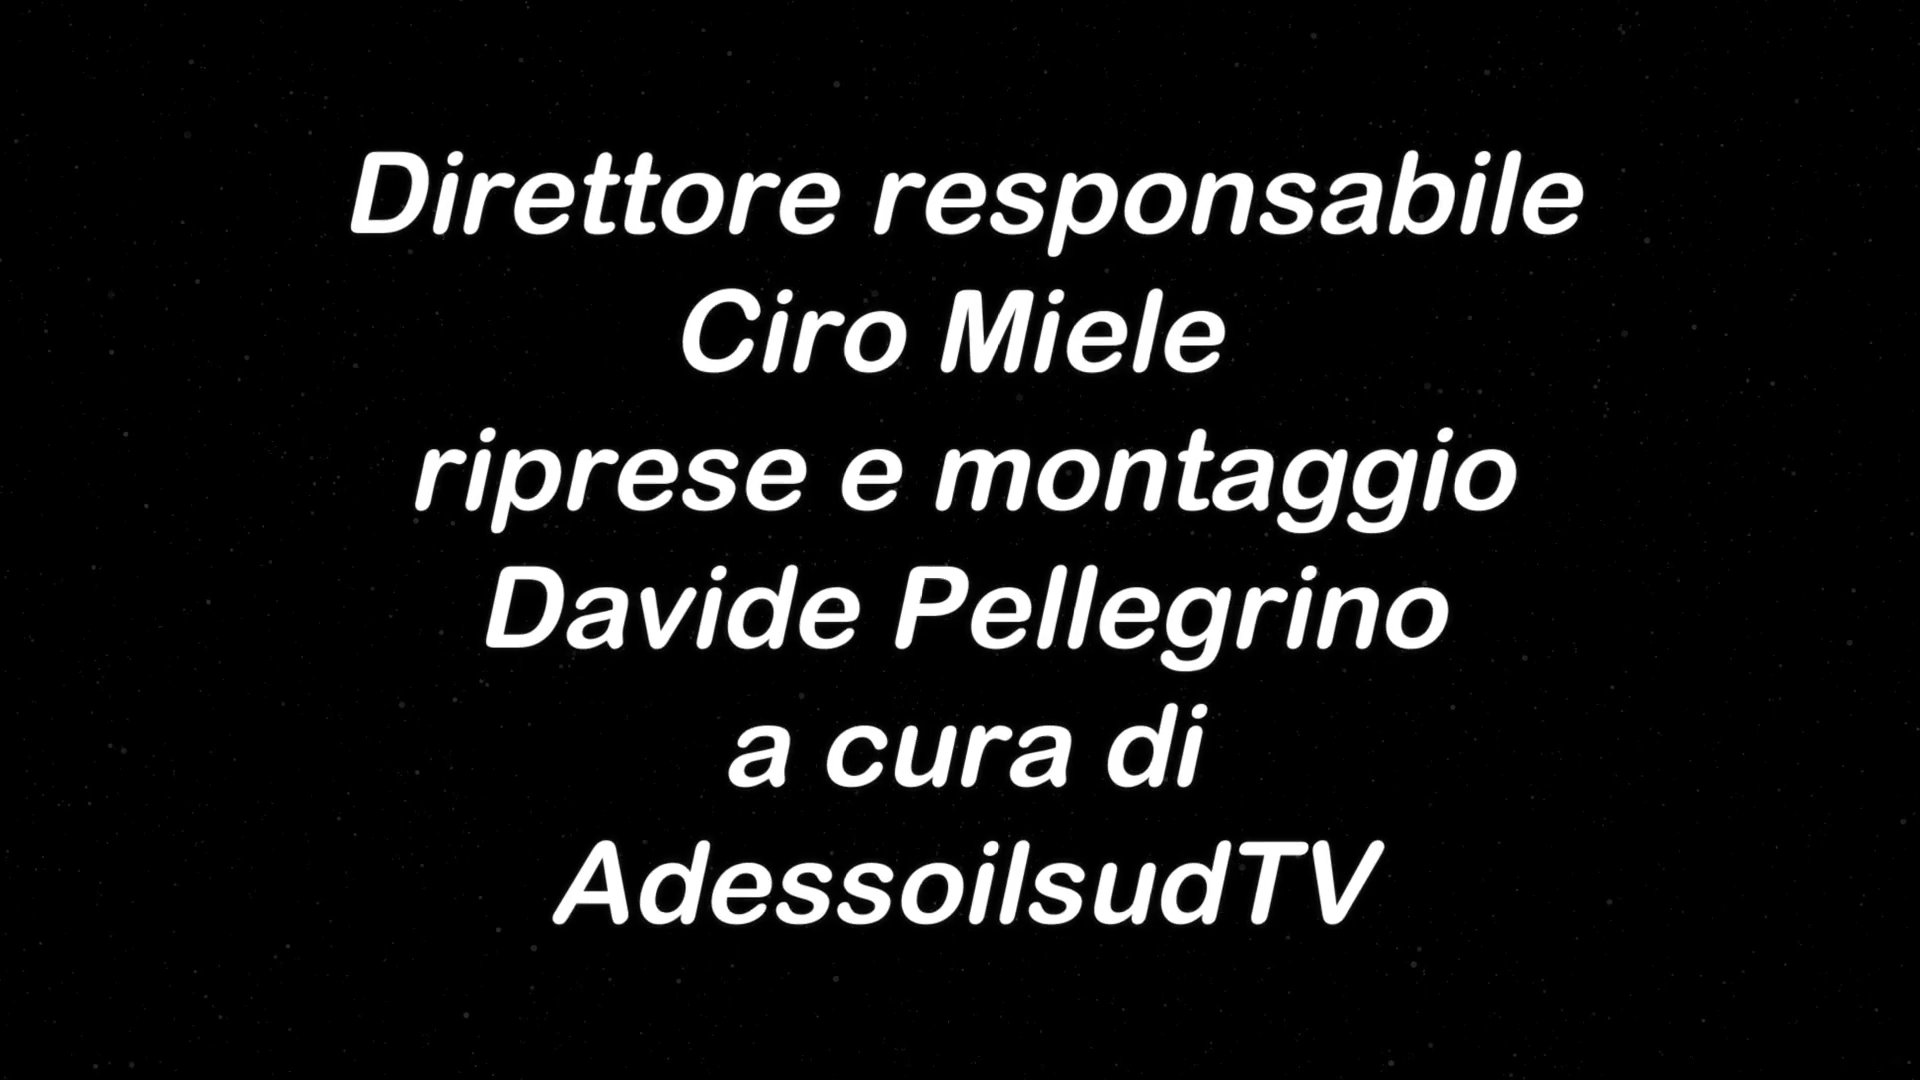 Direttore responsabile
Ciro Miele
riprese e montaggio
Davide Pellegrino
a cura di
AdessoilsudTV